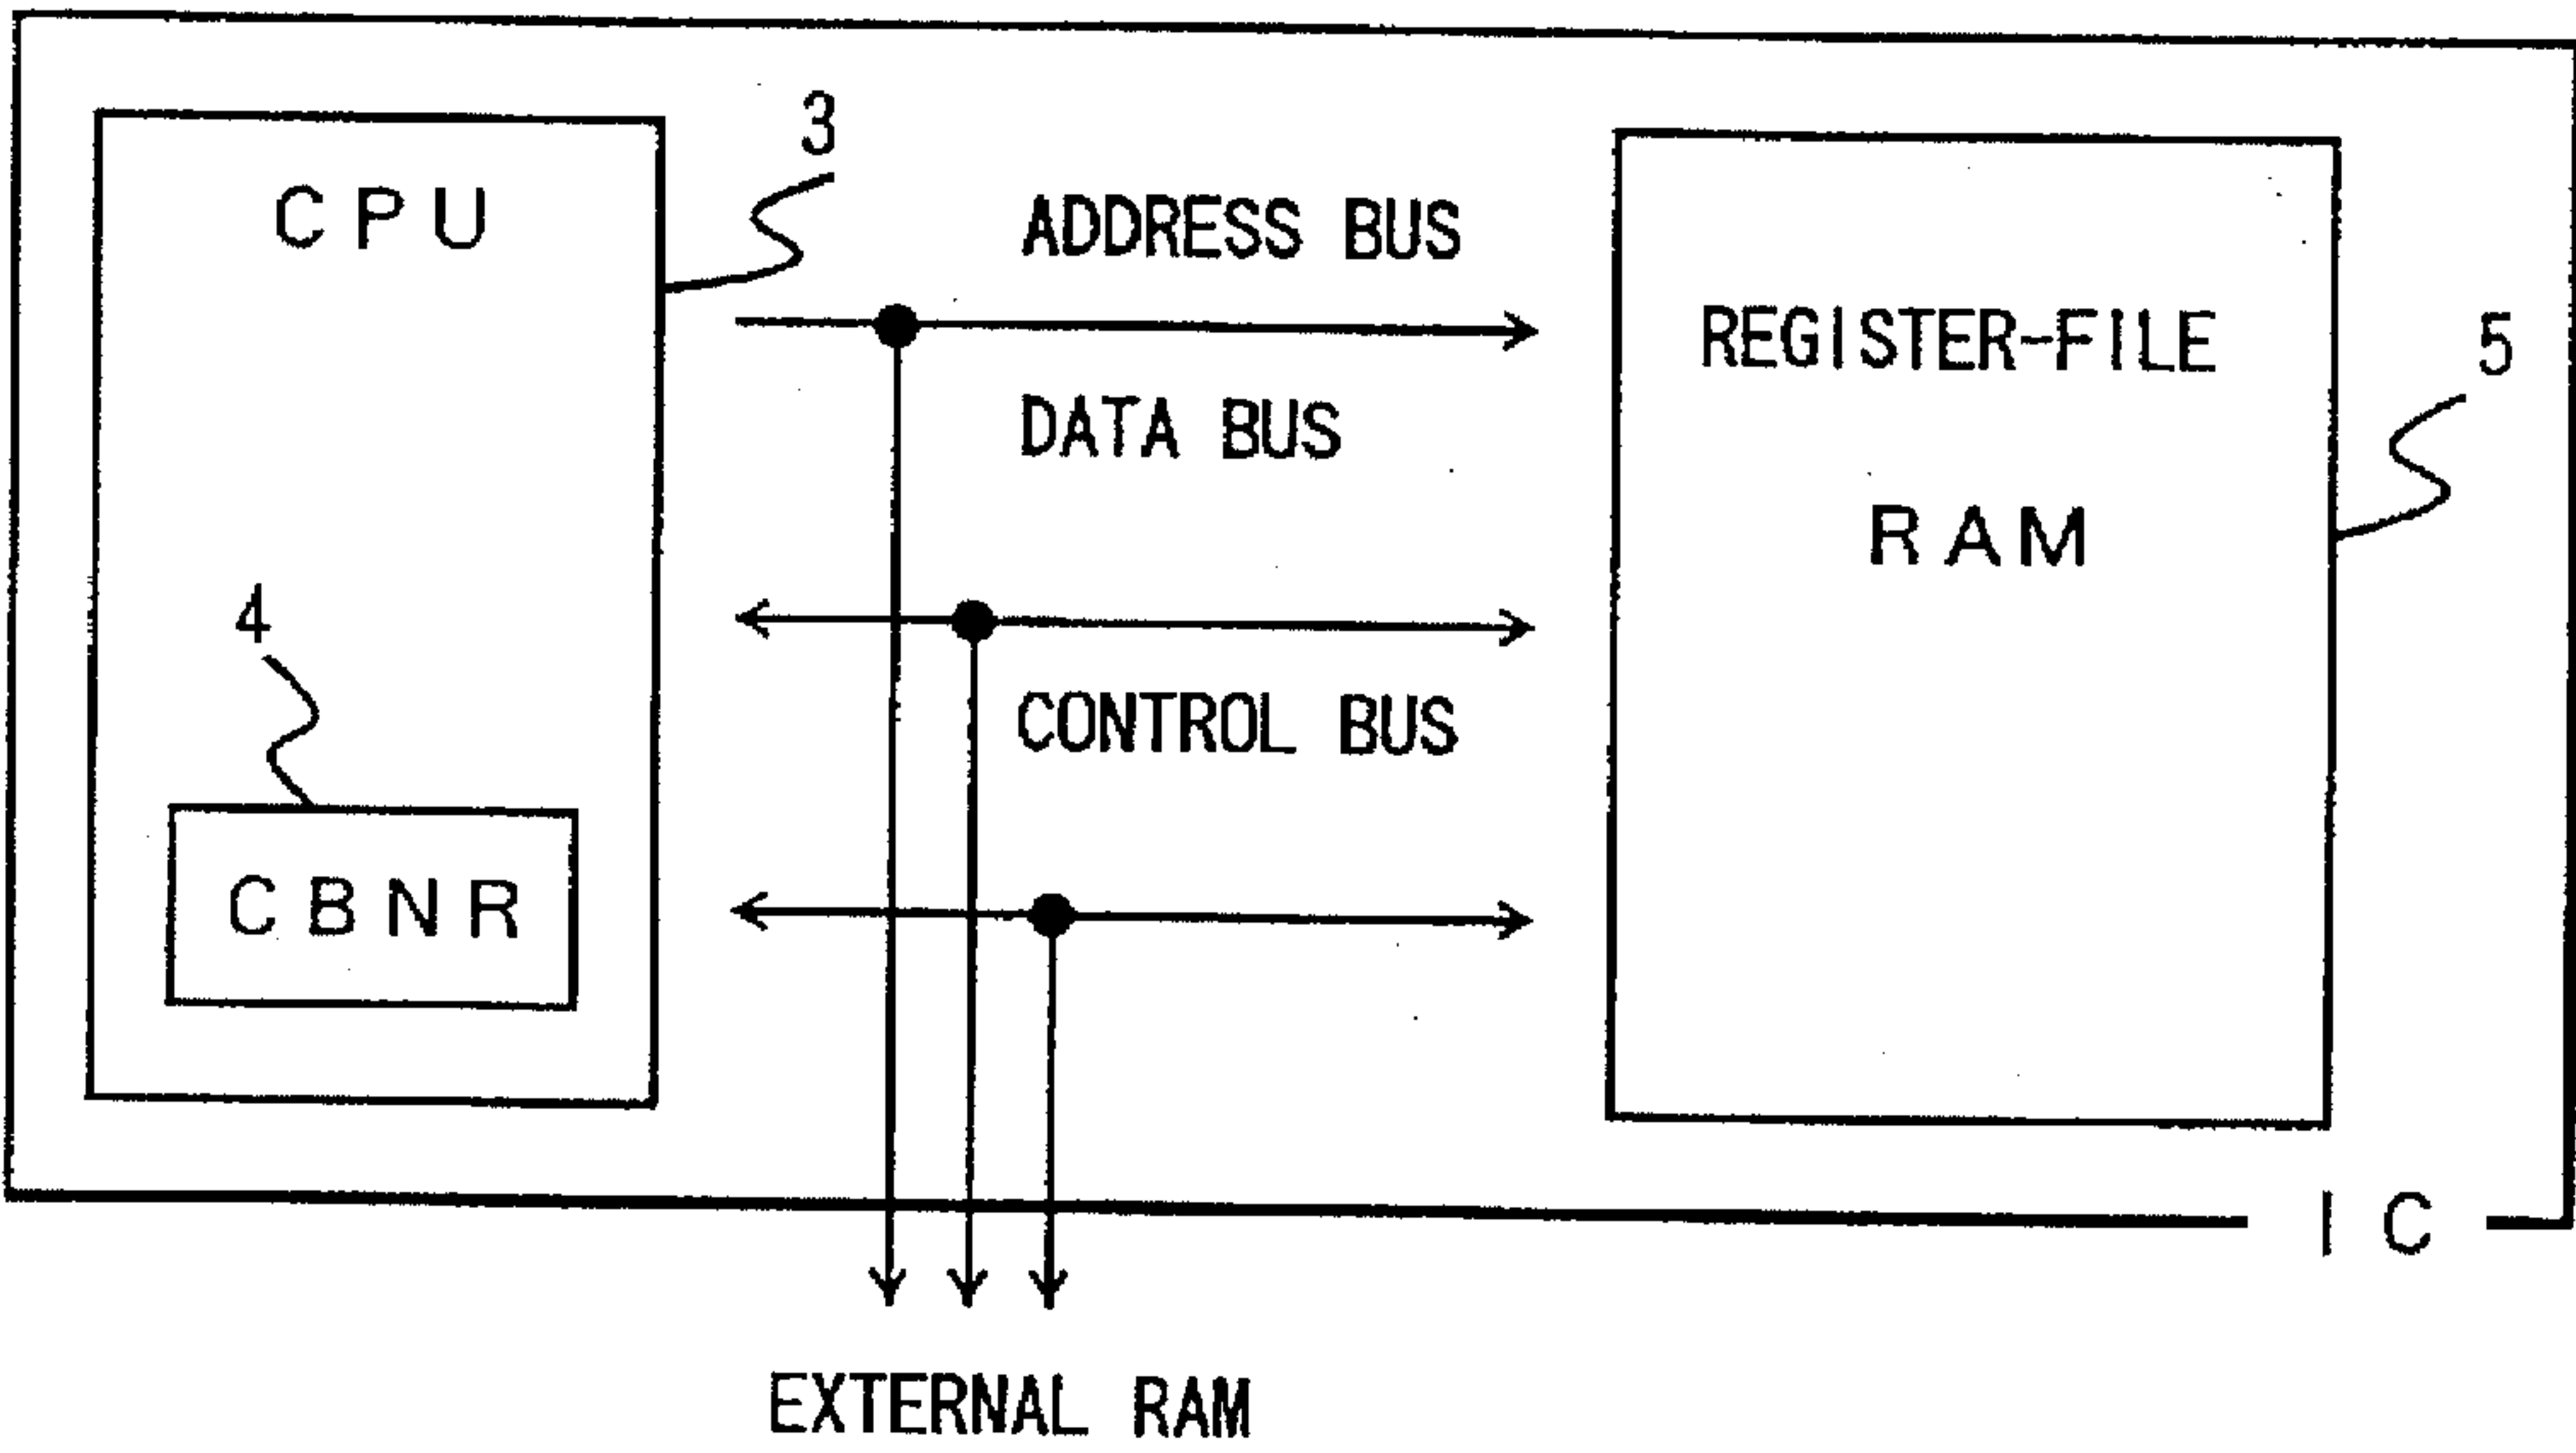 3
CPU
ADDRESS BUS
REGISTER-FILE
5
DATA BUS
RAM
4
CONTROL BUS
CBNR
IC
EXTERNAL RAM